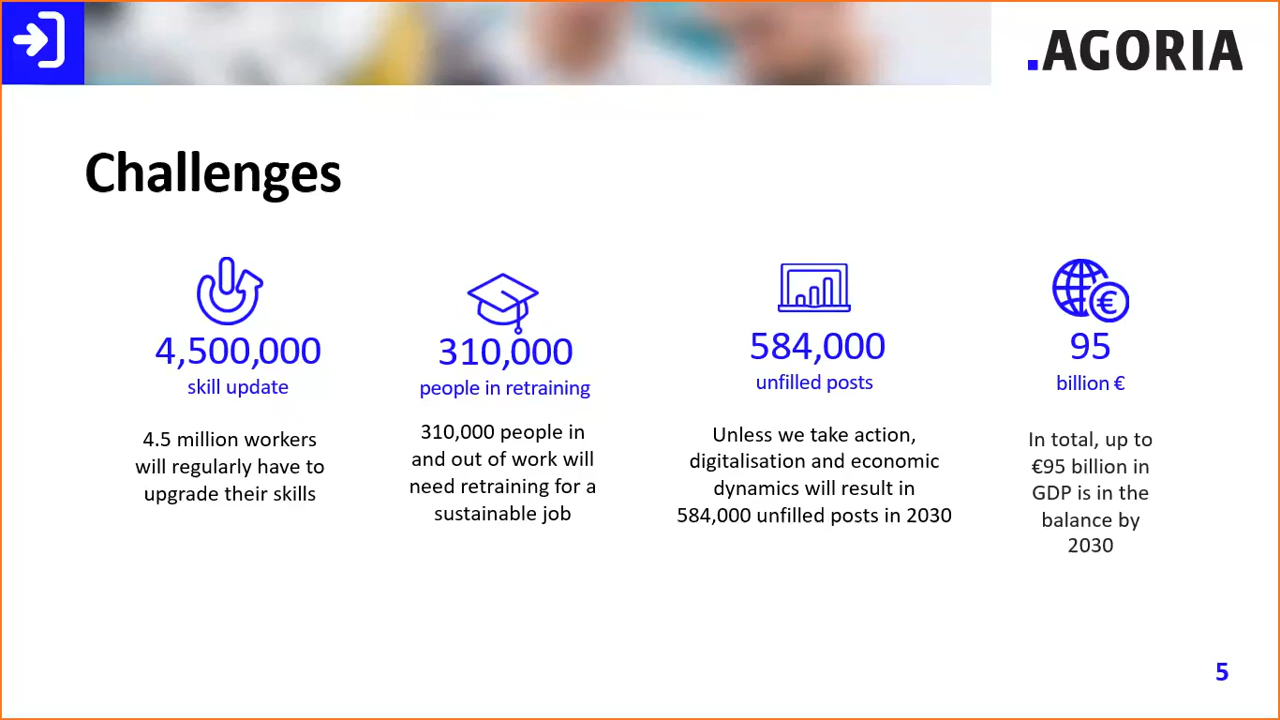 .AGORIA
Challenges
4,500,000
skill update
4.5 million workers
will regularly have to
upgrade their skills
310,000
people in retraining
310,000 people in
and out of work will
need retraining for a
sustainable job
584,000
unfilled posts
Unless we take action,
digitalisation and economic
dynamics will result in
584,000 unfilled posts in 2030
95
billion €
In total, up to
€95 billion in
GDP is in the
balance by
2030
5